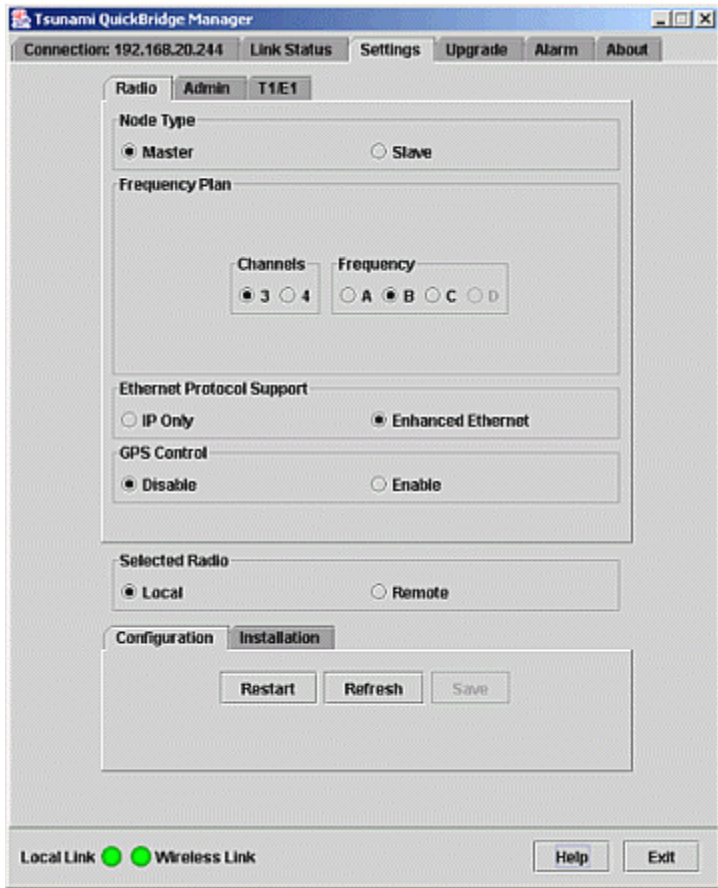 Tsunami QuickBridge Manager
Connection: 192.168.20.244 Link Status Settings Upgrade Alarm About
Radio Admin T1/E1
Node Type
Master Slave
Frequency Plan
Channels Frequency
3 4 A B C D
Ethernet Protocol Support
IP Only Enhanced Ethernet
GPS Control
Disable Enable
Selected Radio
Local Remote
Configuration Installation
Restart Refresh Save
Local Link Wireless Link Help Exit